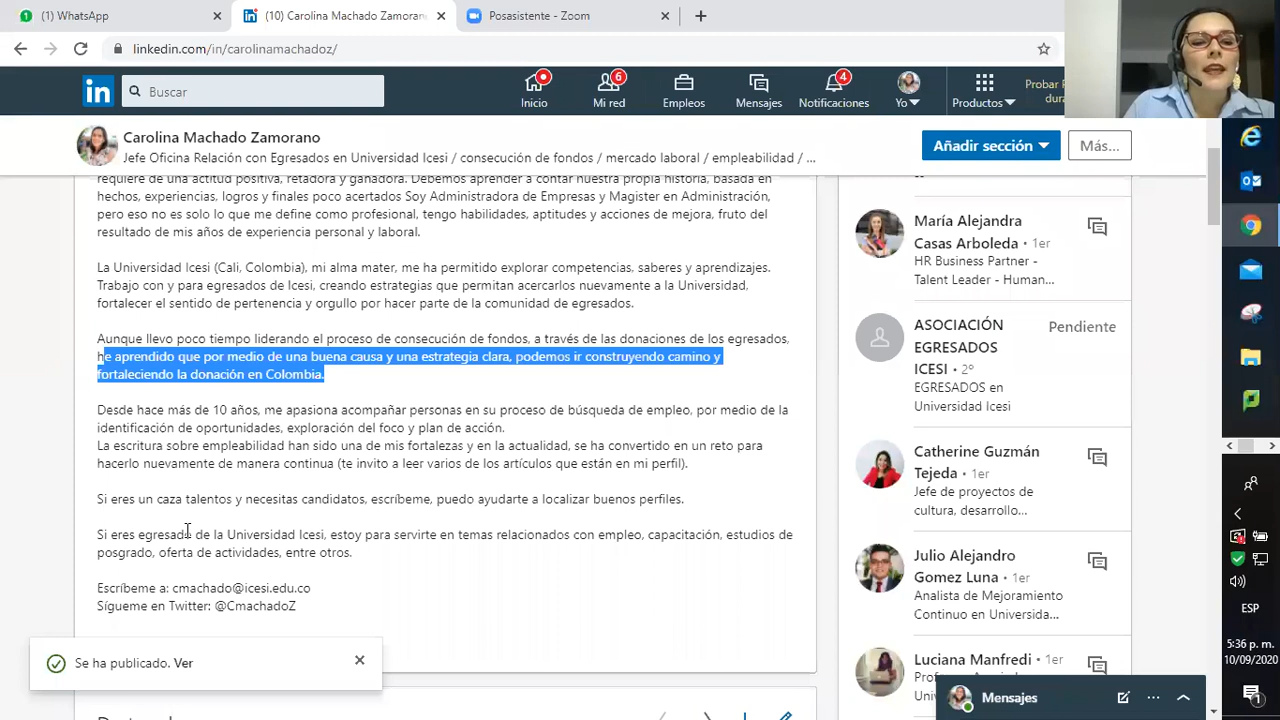 (1) WhatsApp
(10) Carolina Machado Zamoran
Posasistente - Zoom
linkedin.com/in/carolinamachadoz/
in
Buscar
Inicio
6
Mi red
Empleos
Mensajes
4
Notificaciones
Yo
Productos
Probar
dura
Carolina Machado Zamorano
Jefe Oficina Relación con Egresados en Universidad Icesi / consecución de fondos / mercado laboral / empleabilidad / ...
Añadir sección
Más...
requiere de una actitud positiva, retadora y ganadora. Debemos aprender a contar nuestra propia historia, basada en
hechos, experiencias, logros y finales poco acertados Soy Administradora de Empresas y Magister en Administración,
pero eso no es solo lo que me define como profesional, tengo habilidades, aptitudes y acciones de mejora, fruto del
resultado de mis años de experiencia personal y laboral.
La Universidad Icesi (Cali, Colombia), mi alma mater, me ha permitido explorar competencias, saberes y aprendizajes.
Trabajo con y para egresados de Icesi, creando estrategias que permitan acercarlos nuevamente a la Universidad,
fortalecer el sentido de pertenencia y orgullo por hacer parte de la comunidad de egresados.
Aunque llevo poco tiempo liderando el proceso de consecución de fondos, a través de las donaciones de los egresados,
he aprendido que por medio de una buena causa y una estrategia clara, podemos ir construyendo camino y
fortaleciendo la donación en Colombia.
Desde hace más de 10 años, me apasiona acompañar personas en su proceso de búsqueda de empleo, por medio de la
identificación de oportunidades, exploración del foco y plan de acción.
La escritura sobre empleabilidad han sido una de mis fortalezas y en la actualidad, se ha convertido en un reto para
hacerlo nuevamente de manera continua (te invito a leer varios de los artículos que están en mi perfil).
Si eres un caza talentos y necesitas candidatos, escríbeme, puedo ayudarte a localizar buenos perfiles.
Si eres egresado de la Universidad Icesi, estoy para servirte en temas relacionados con empleo, capacitación, estudios de
posgrado, oferta de actividades, entre otros.
Escríbeme a: cmachado@icesi.edu.co
Sígueme en Twitter: @CmachadoZ
Se ha publicado. Ver
María Alejandra
Casas Arboleda • 1er
HR Business Partner -
Talent Leader - Human...
ASOCIACIÓN
EGRESADOS
ICESI • 2º
Pendiente
EGRESADOS en
Universidad Icesi
Catherine Guzmán
Tejeda • 1er
Jefe de proyectos de
cultura, desarrollo...
Julio Alejandro
Gomez Luna • 1er
Analista de Mejoramiento
Continuo en Universida...
Luciana Manfredi • 1er
Mensajes
ESP
5:36 p. m.
10/09/2020
1